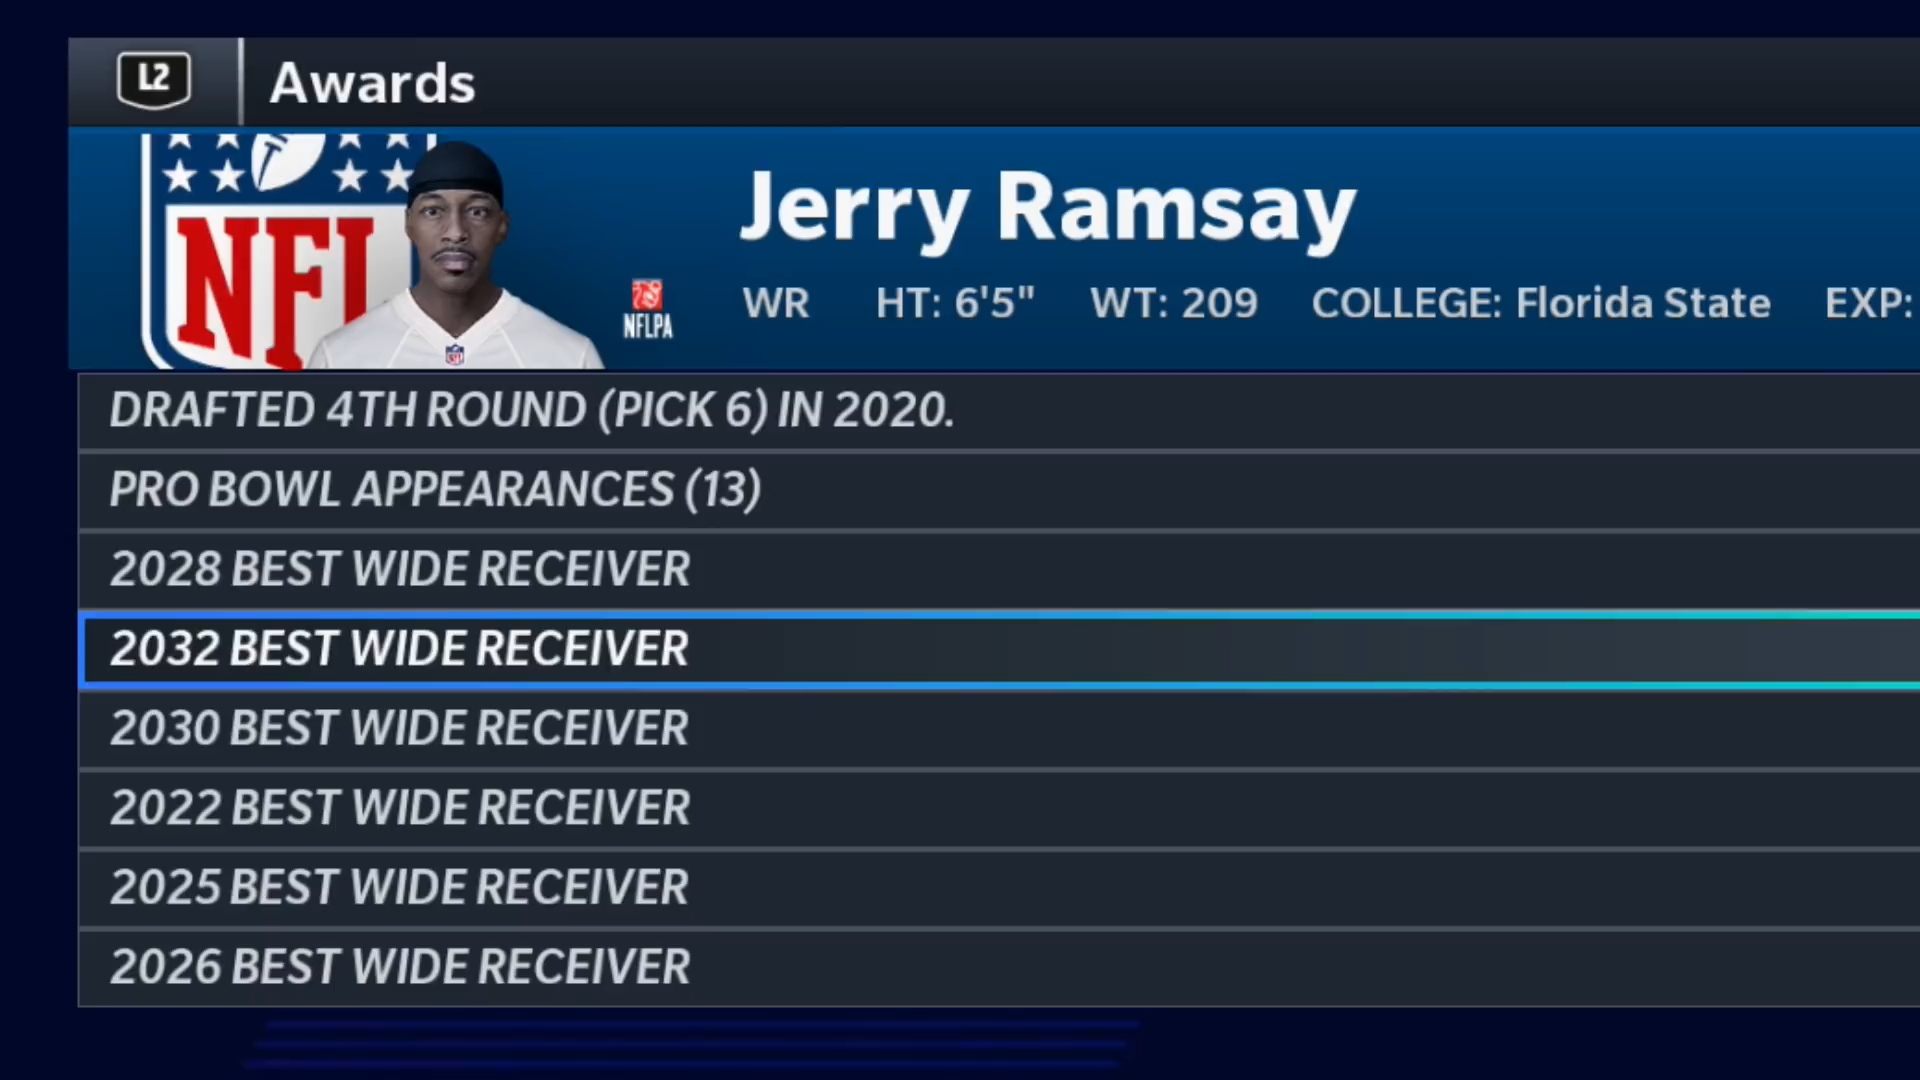 L2 Awards
NFL
Jerry Ramsay
NFLPA
WR HT: 6'5" WT: 209 COLLEGE: Florida State EXP:
DRAFTED 4TH ROUND (PICK 6) IN 2020.
PRO BOWL APPEARANCES (13)
2028 BEST WIDE RECEIVER
2032 BEST WIDE RECEIVER
2030 BEST WIDE RECEIVER
2022 BEST WIDE RECEIVER
2025 BEST WIDE RECEIVER
2026 BEST WIDE RECEIVER